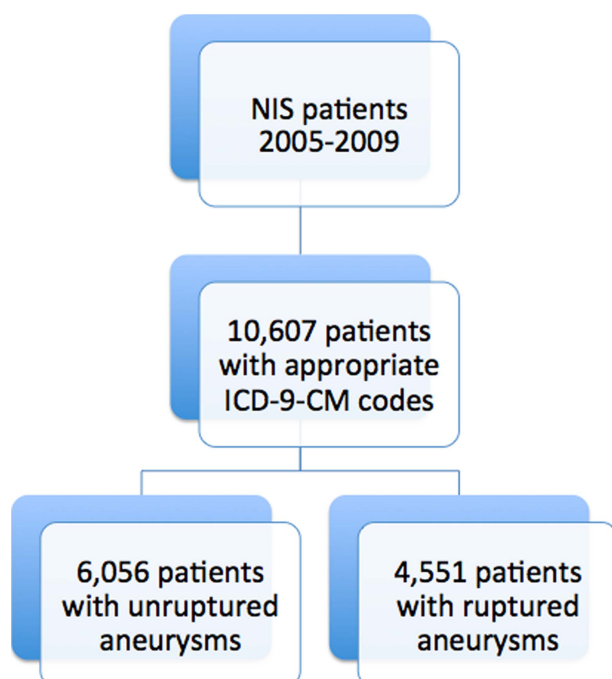 NIS patients
2005-2009
10,607 patients
with appropriate
ICD-9-CM codes
6,056 patients
with unruptured
aneurysms
4,551 patients
with ruptured
aneurysms